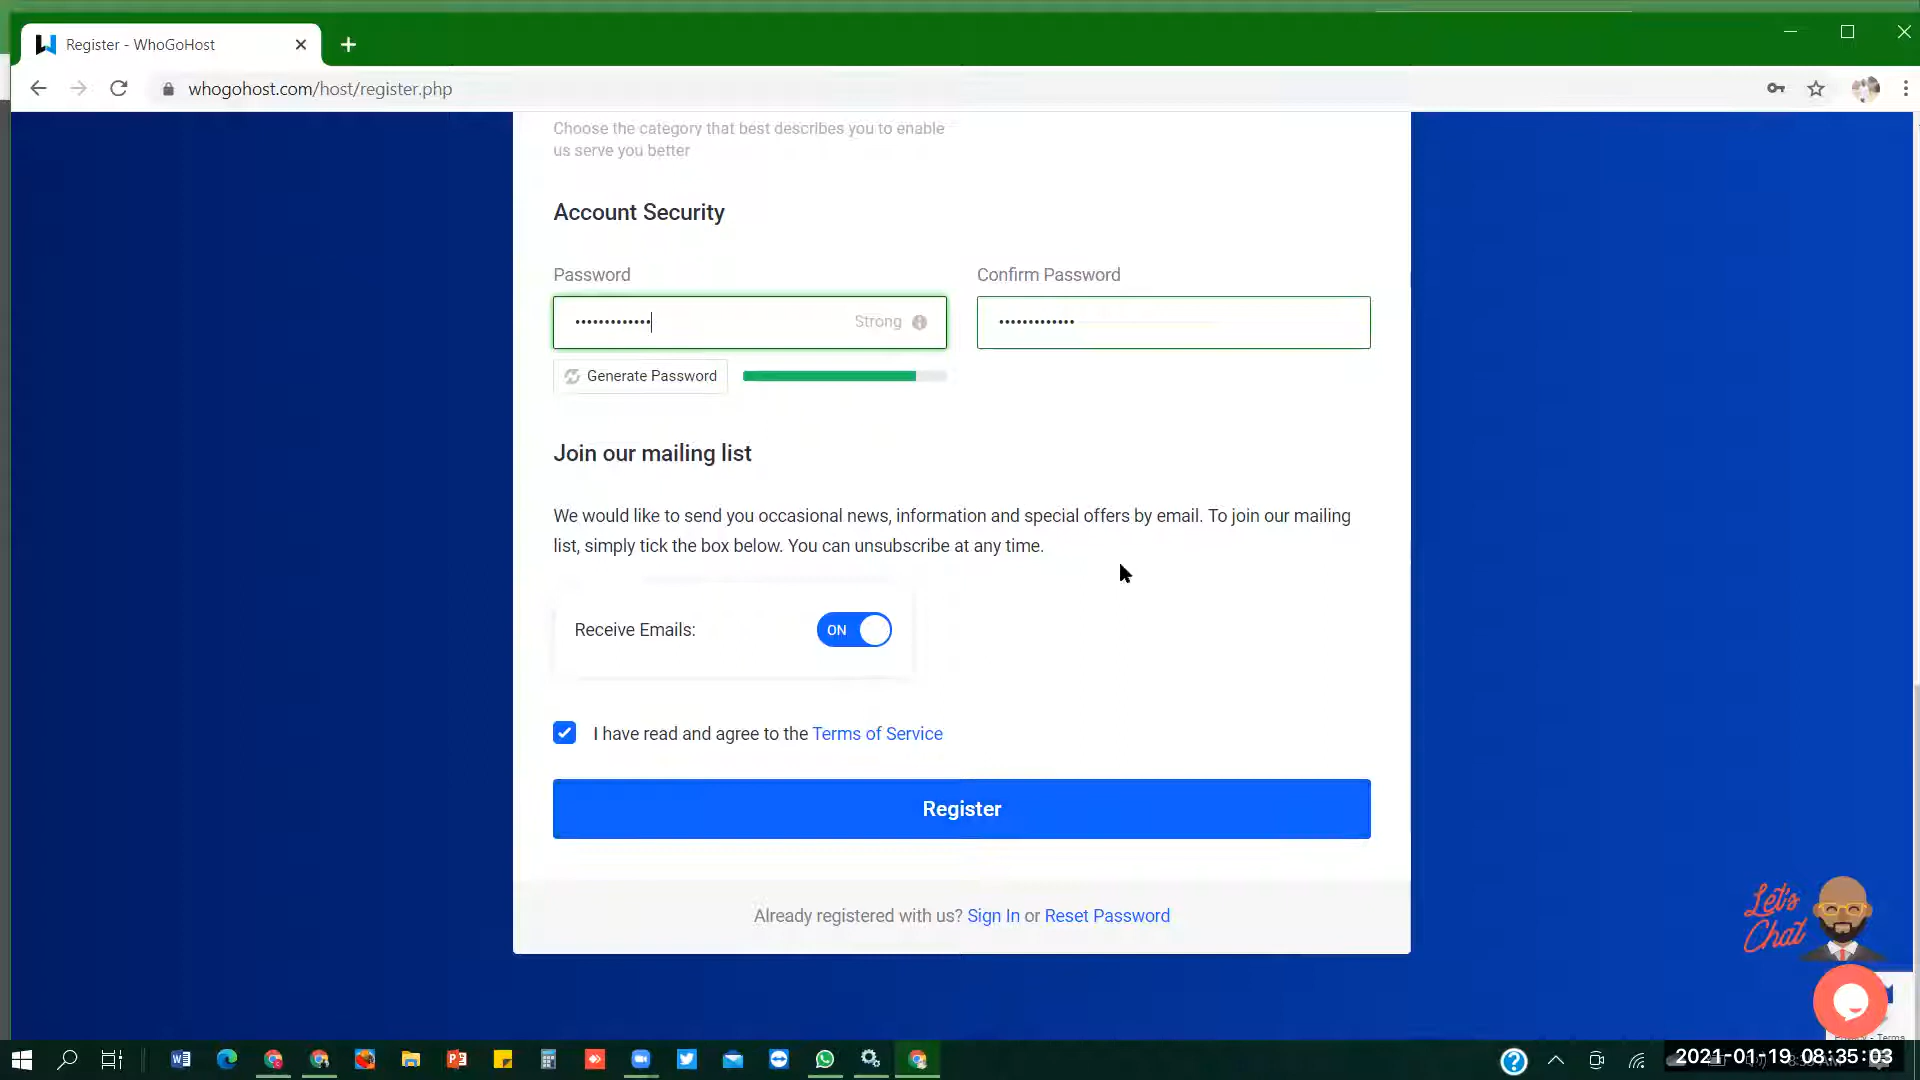 Register - WhoGoHost
whogohost.com/host/register.php
Choose the category that best describes you to enable
us serve you better
Account Security
Password
Confirm Password
Strong
Generate Password
Join our mailing list
We would like to send you occasional news, information and special offers by email. To join our mailing
list, simply tick the box below. You can unsubscribe at any time.
Receive Emails:
ON
I have read and agree to the Terms of Service
Register
Already registered with us? Sign In or Reset Password
Let's
Chat
2021-01-19 08:35:03